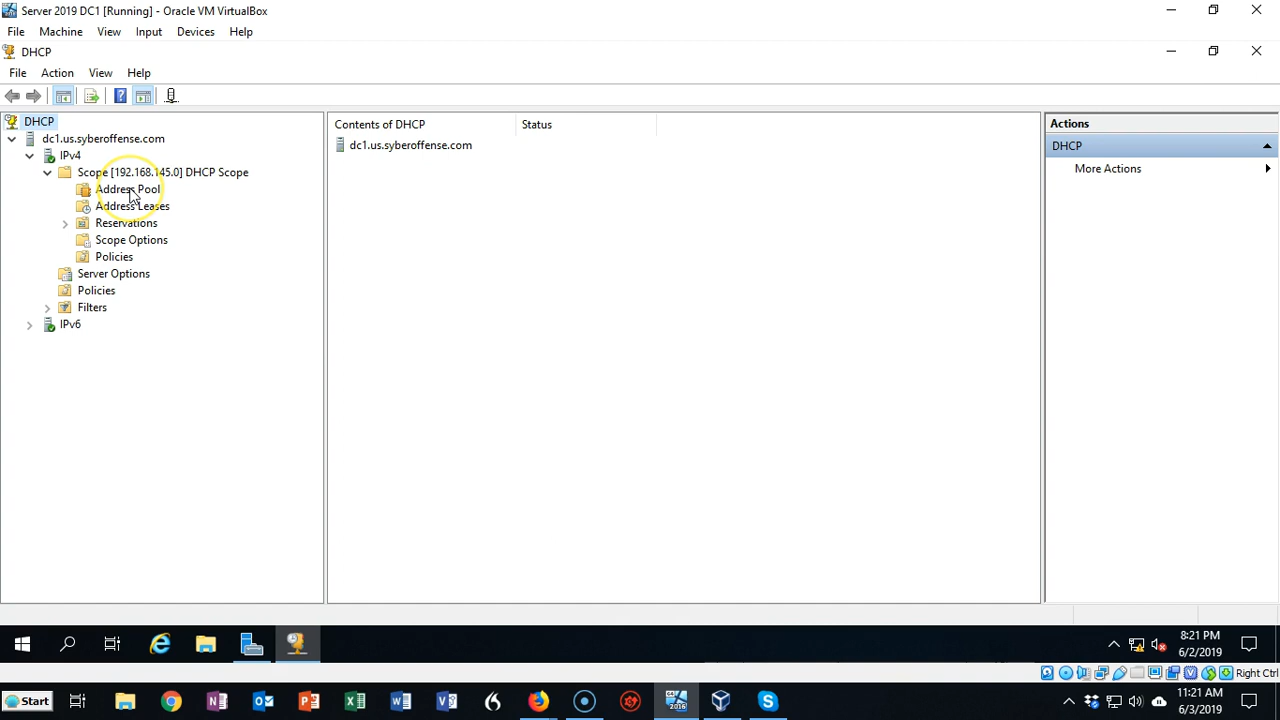 Server 2019 DC1 [Running] - Oracle VM VirtualBox
File Machine View Input Devices Help
DHCP
File Action View Help
DHCP
dc1.us.syberoffense.com
IPv4
Scope [192.168.145.0] DHCP Scope
Address Pool
Address Leases
Reservations
Scope Options
Policies
Server Options
Policies
Filters
IPv6
Contents of DHCP Status
dc1.us.syberoffense.com
Actions
DHCP
More Actions
8:21 PM
6/2/2019
Right Ctrl
Start
11:21 AM
6/3/2019